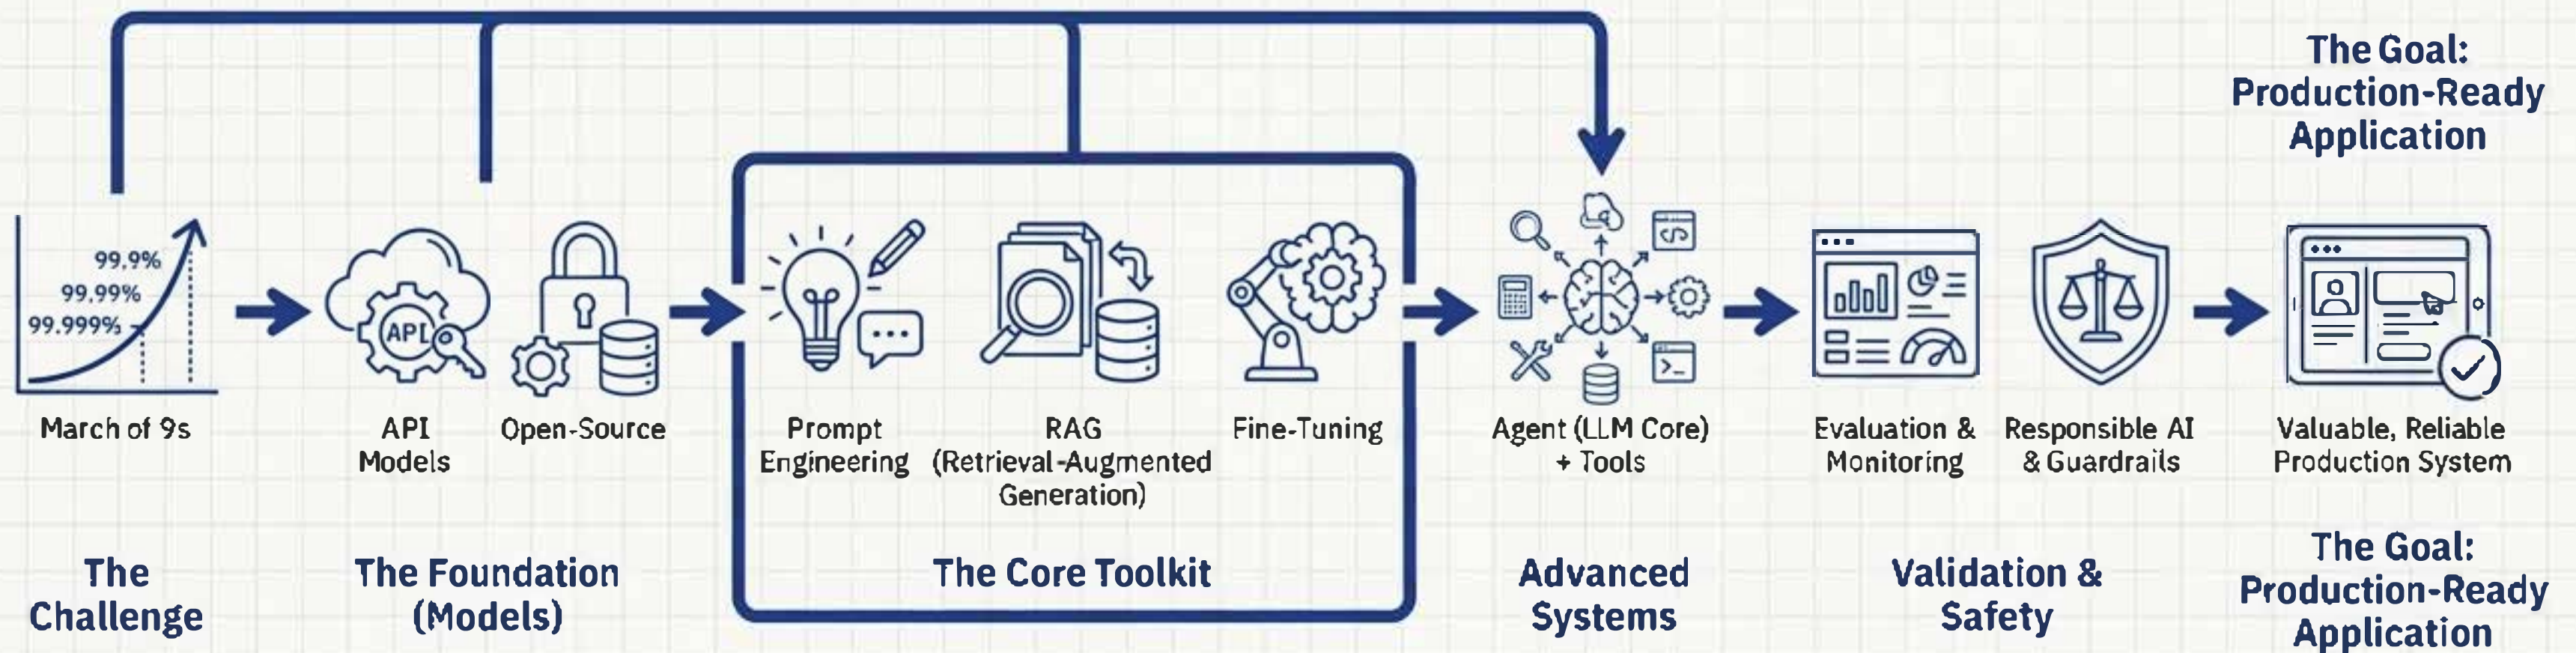 The Goal:
Production-Ready
Application
99.9%
99.99%
99.999%
API
March of 9s
API
Models
Open-Source
Prompt
Engineering
RAG
(Retrieval-Augmented
Generation)
Fine-Tuning
Agent (LLM Core)
+ Tools
Evaluation &
Monitoring
Responsible AI
& Guardrails
Valuable, Reliable
Production System
The
Challenge
The Foundation
(Models)
The Core Toolkit
Advanced
Systems
Validation &
Safety
The Goal:
Production-Ready
Application